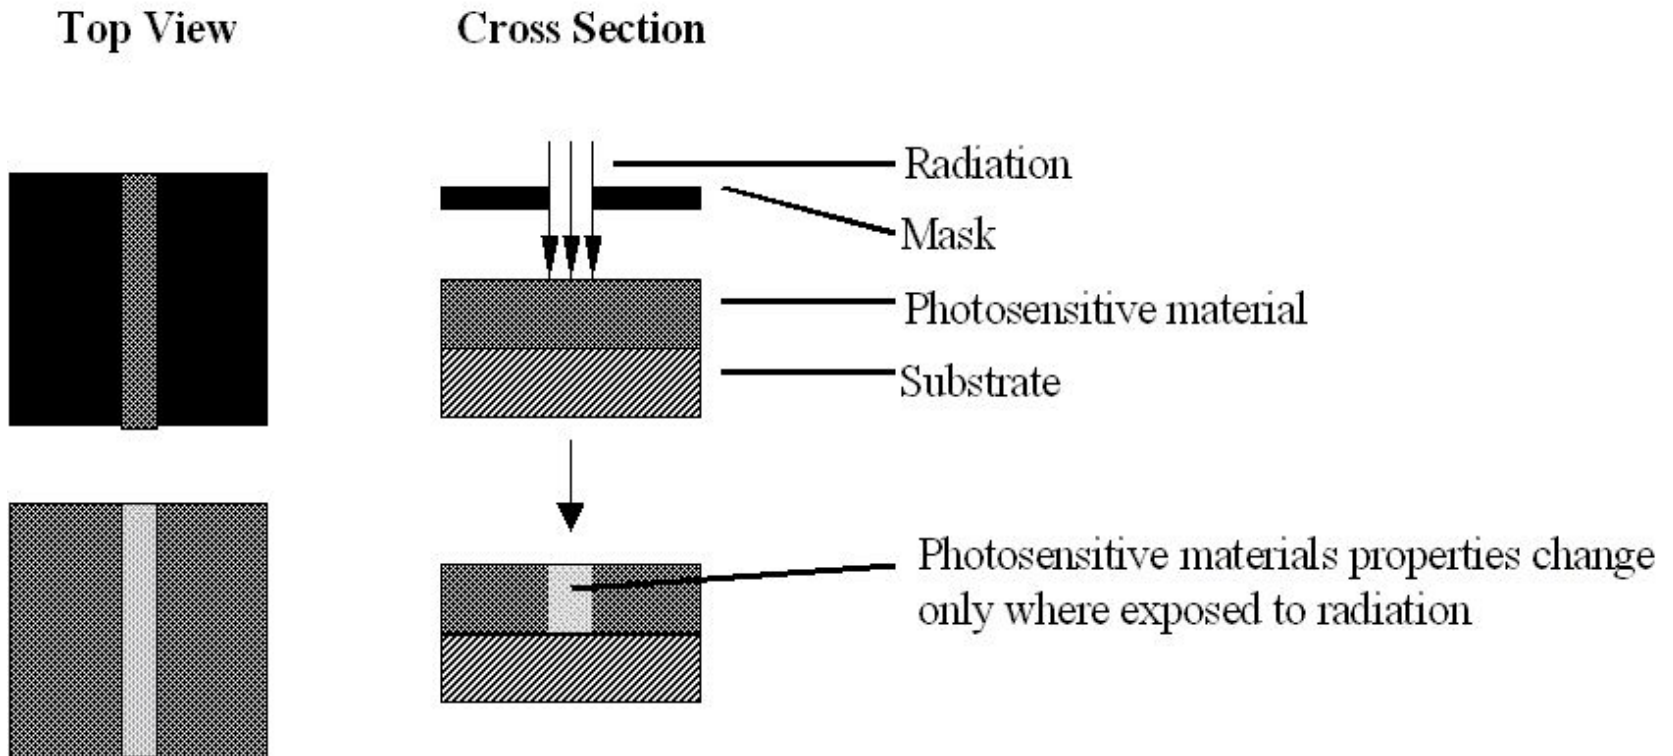 Top View
Cross Section
Radiation
Mask
Photosensitive material
Substrate
Photosensitive materials properties change
only where exposed to radiation